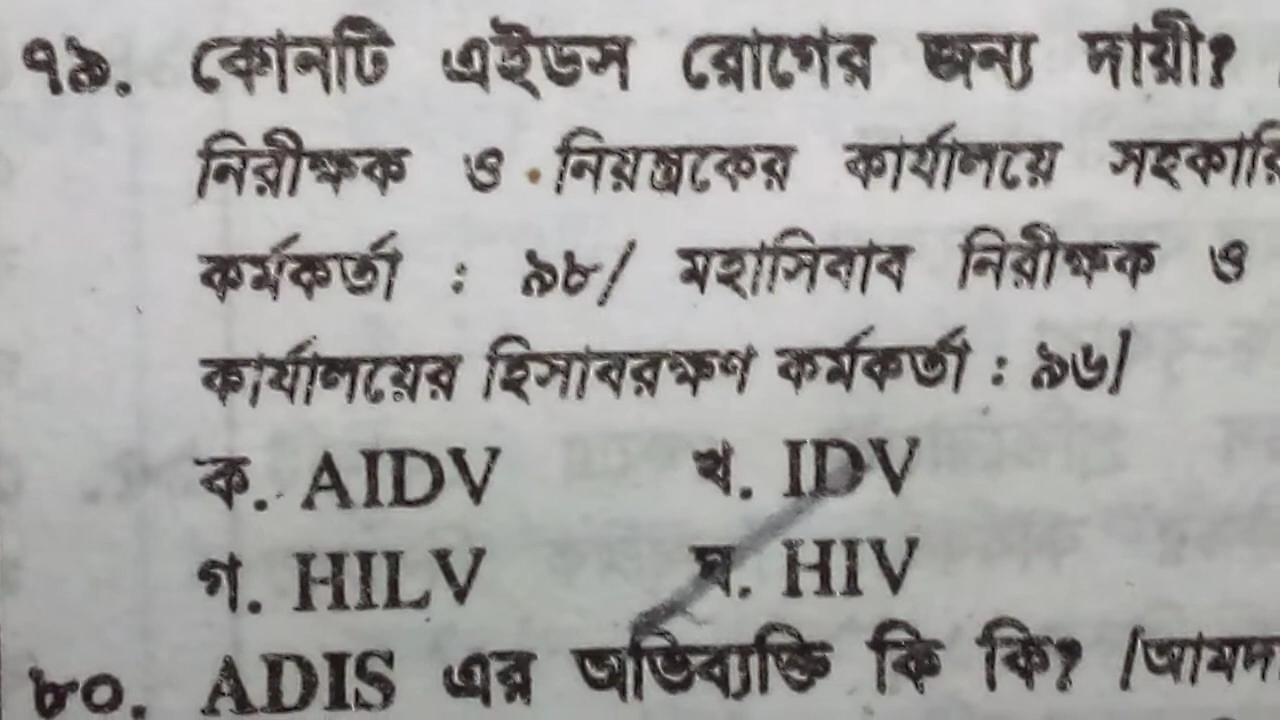 ৭৯. কোনটি এইডস রোগের জন্য দায়ী?
নিরীক্ষক ও নিয়ন্ত্রকের কার্যালয়ে সহকারি
কর্মকর্তা : ৯৮/ মহাসিবাব নিরীক্ষক ও
কার্যালয়ের হিসাবরক্ষণ কর্মকর্তা : ৯৬/
ক. AIDV খ. IDV
গ. HILV ঘ. HIV
৮০. ADIS এর অভিব্যক্তি কি কি? /আমদ